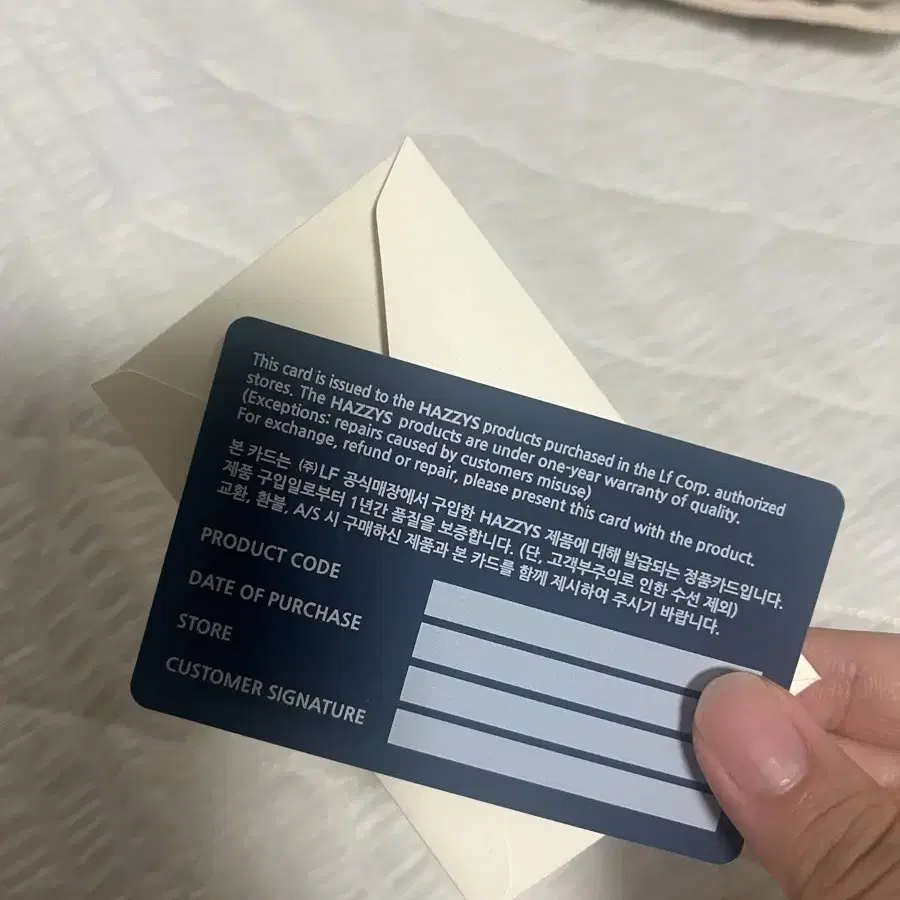 This card is issued to the HAZZYS products purchased in the Lf Corp. authorized
stores. The HAZZYS products are under one-year warranty of quality.
(Exceptions: repairs caused by customers misuse)
For exchange, refund or repair, please present this card with the product.
본 카드는 (주)LF 공식매장에서 구입한 HAZZYS 제품에 대해 발급되는 정품카드입니다.
제품 구입일로부터 1년간 품질을 보증합니다. (단, 고객부주의로 인한 수선 제외)
교환, 환불, A/S 시 구매하신 제품과 본 카드를 함께 제시하여 주시기 바랍니다.
PRODUCT CODE
DATE OF PURCHASE
STORE
CUSTOMER SIGNATURE